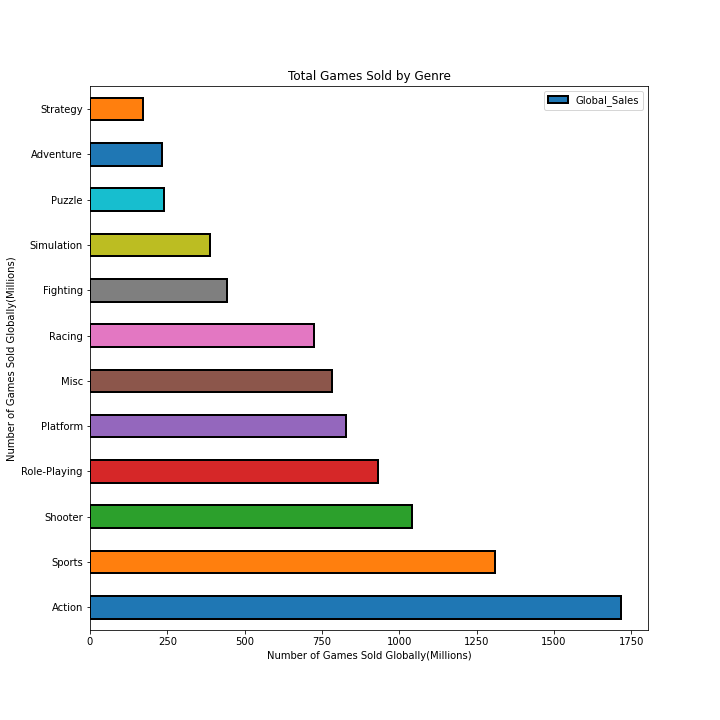 Total Games Sold by Genre
Global_Sales
Strategy
Adventure
Puzzle
Simulation
Fighting
Racing
Misc
Platform
Role-Playing
Shooter
Sports
Action
Number of Games Sold Globally(Millions)
0 250 500 750 1000 1250 1500 1750
Number of Games Sold Globally(Millions)